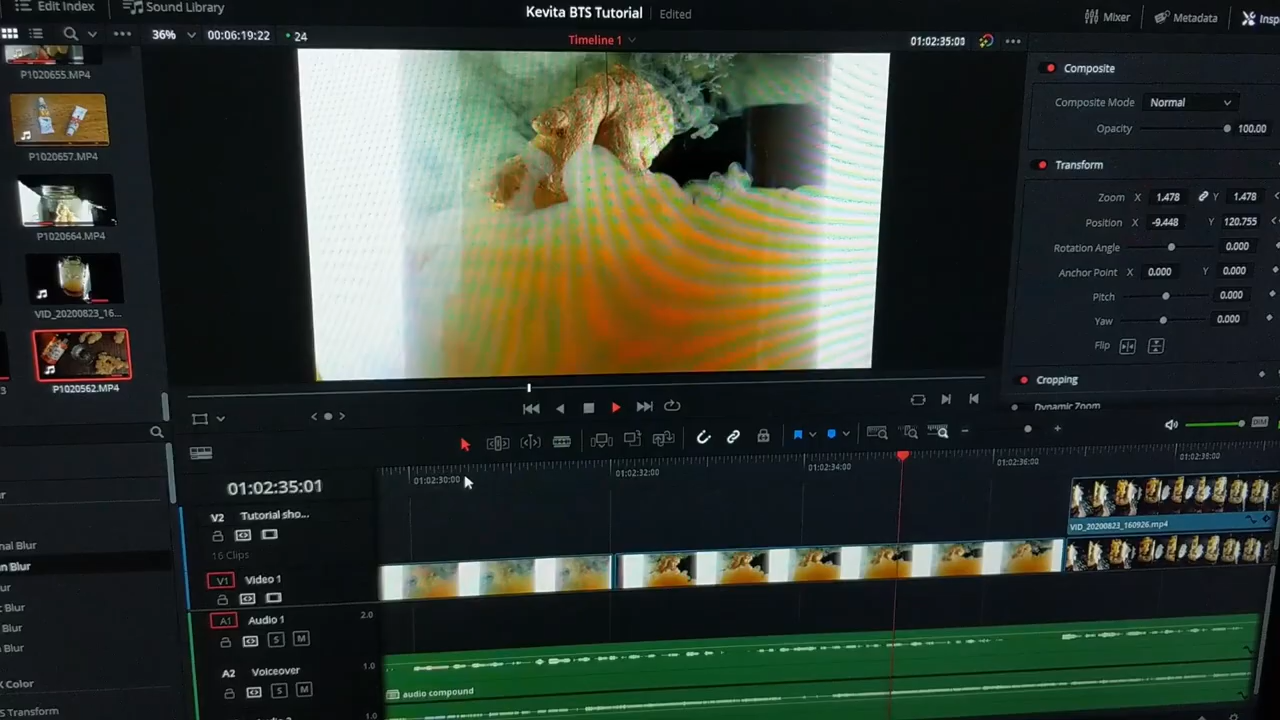 Edit Index
Sound Library
Kevita BTS Tutorial
Edited
Mixer
Metadata
36%
00:06:19:22
24
Timeline 1
01:02:35:01
P1020655.MP4
P1020657.MP4
P1020664.MP4
VID_20200823_16...
P1020562.MP4
Composite
Composite Mode
Normal
Opacity
100.00
Transform
Zoom X 1.478 Y 1.478
Position X -9.448 Y 120.755
Rotation Angle 0.000
Anchor Point X 0.000 Y 0.000
Pitch 0.000
Yaw 0.000
Flip
Cropping
Dynamic Zoom
DIM
01:02:35:01
01:02:30:00
01:02:32:00
01:02:34:00
01:02:36:00
01:02:38:00
V2 Tutorial sho...
16 Clips
VID_20200823_160926.mp4
V1 Video 1
A1 Audio 1 2.0
S M
A2 Voiceover 1.0
S M
audio compound
1.0
Blur
Blur
Blur
Blur
Color
Transform